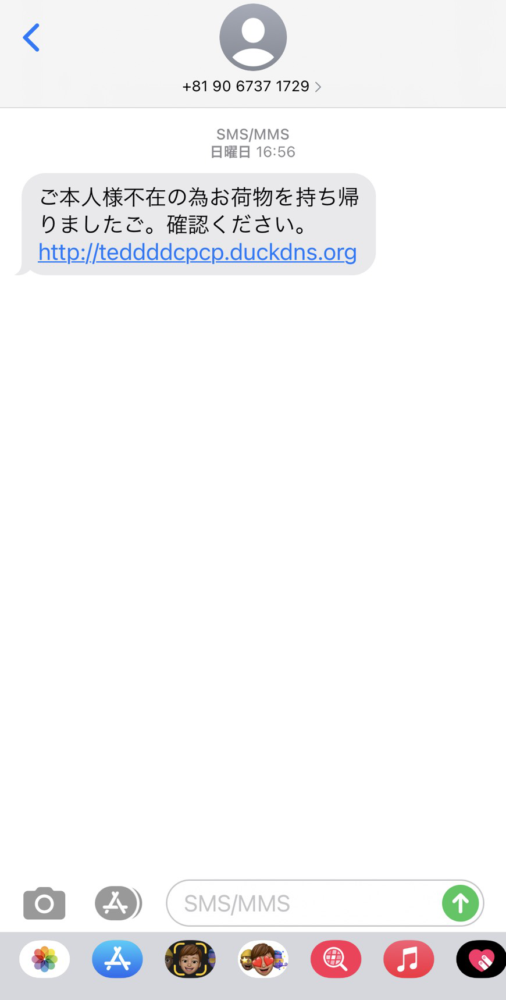 +81 90 6737 1729
SMS/MMS
日曜日 16:56
ご本人様不在の為お荷物を持ち帰
りましたご。確認ください。
http://teddddcpcp.duckdns.org
SMS/MMS